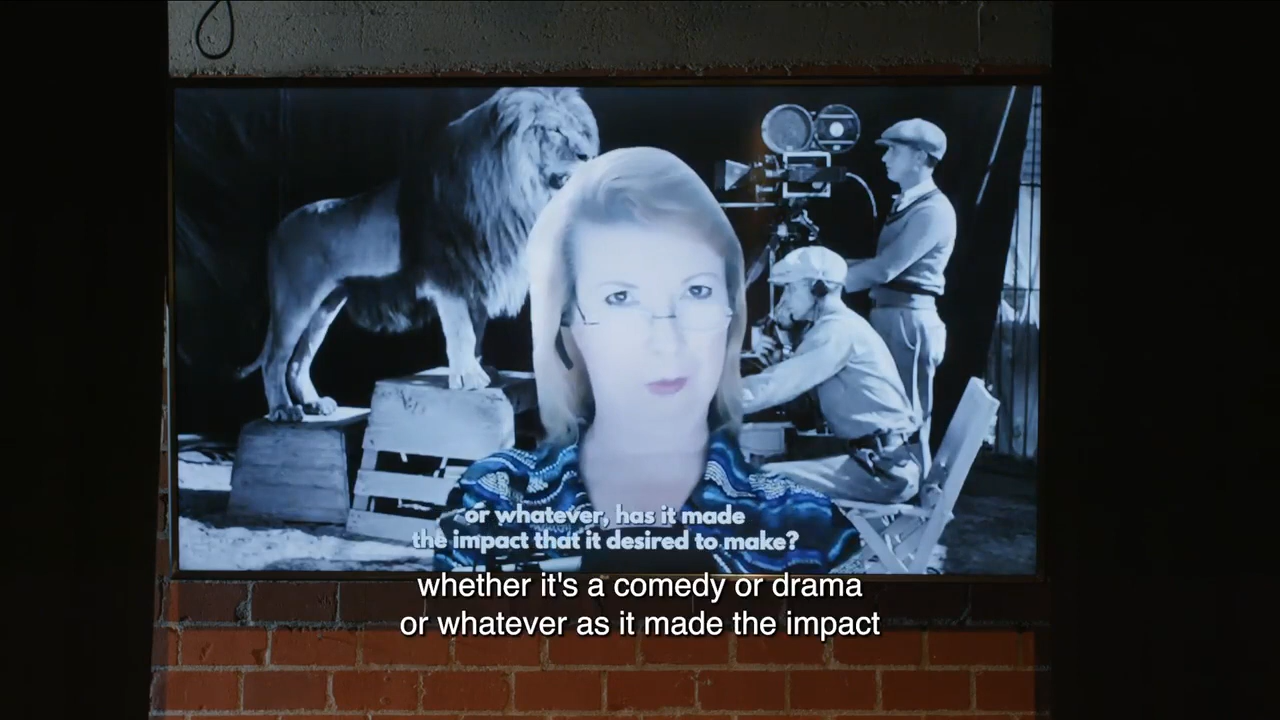 or whatever, has it made
the impact that it desired to make?
whether it's a comedy or drama
or whatever as it made the impact